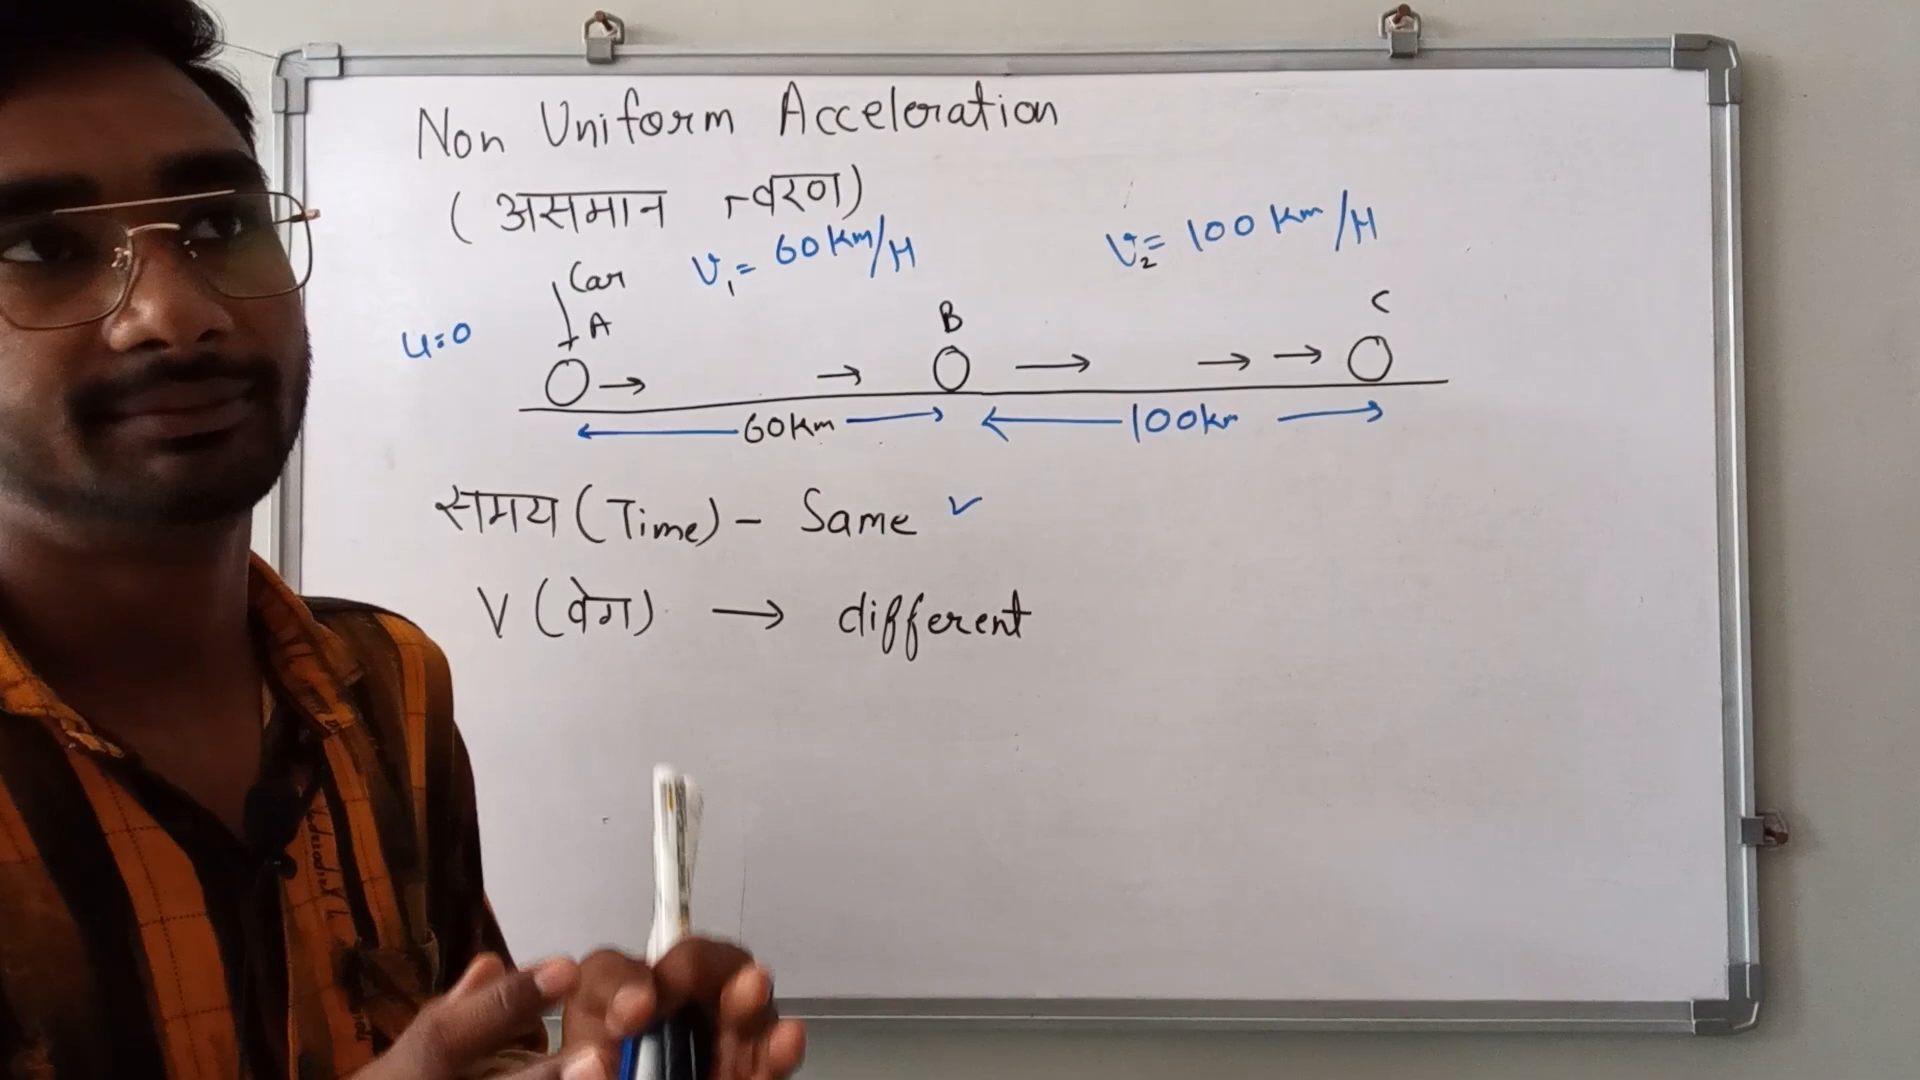 Non Uniform Acceleration
(असमान त्वरण)
V₁ = 60 Km/H
V₂ = 100 Km/H
Car
u=0
A
B
C
60Km
100km
समय (Time) - Same ✓
V (वेग) → different